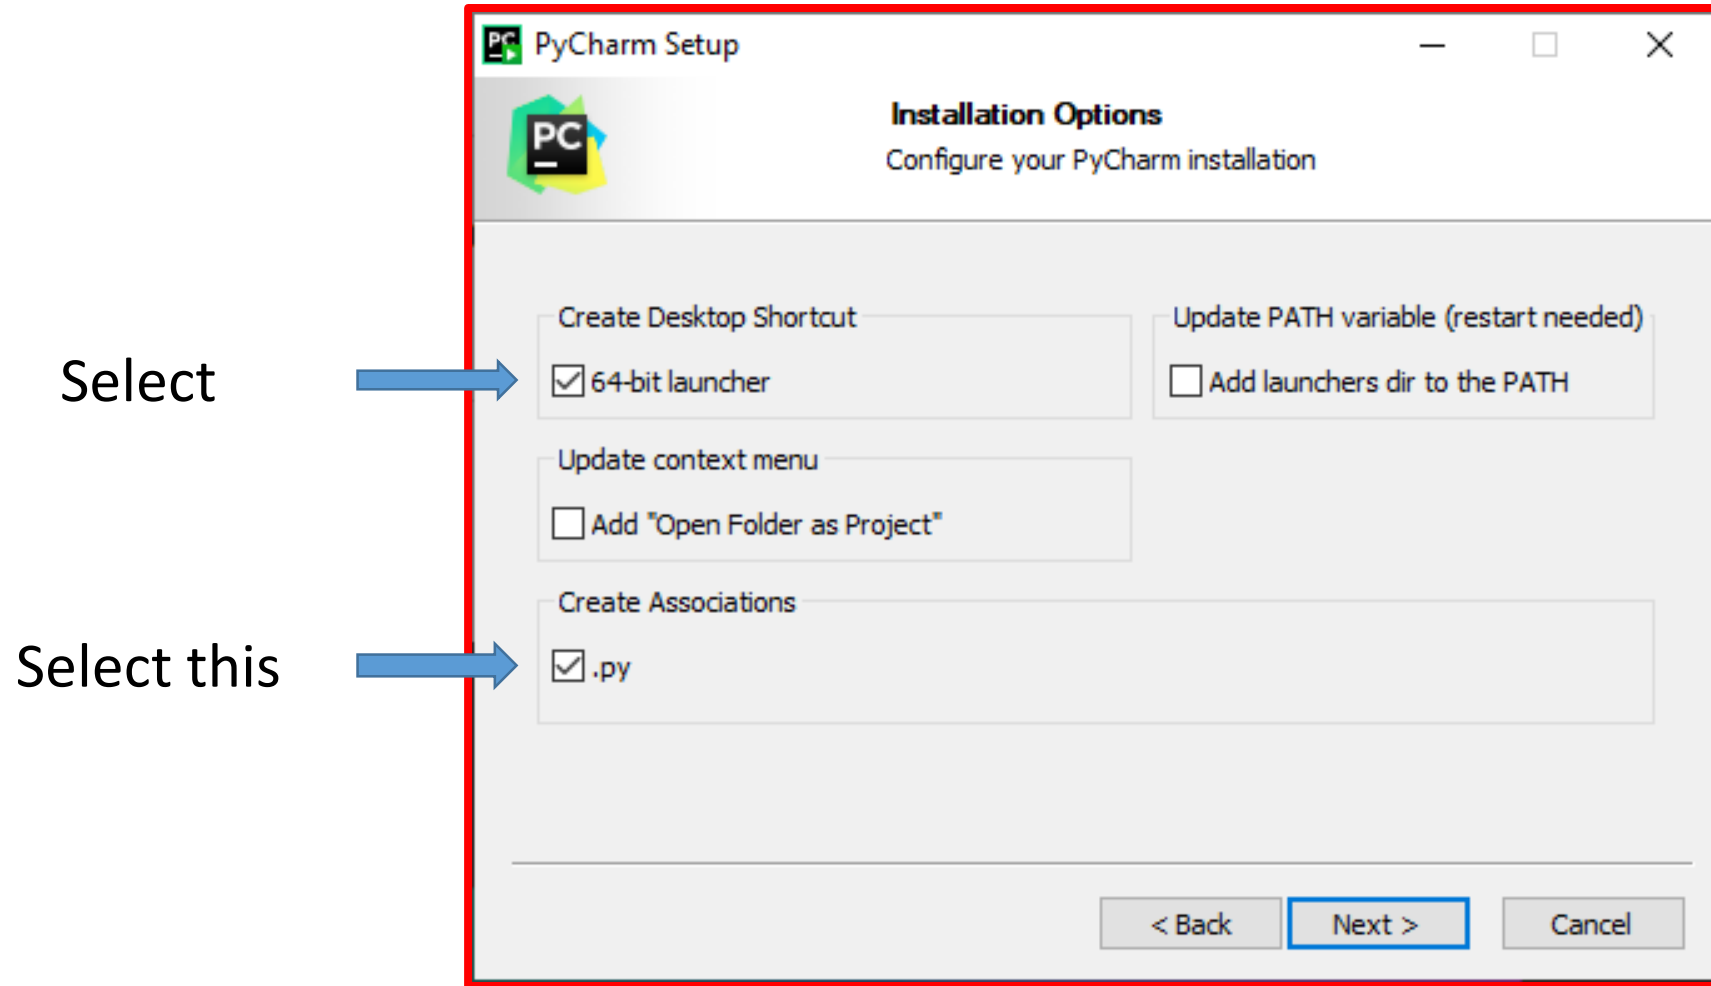 PC PyCharm Setup
PC
Installation Options
Configure your PyCharm installation
Create Desktop Shortcut
Update PATH variable (restart needed)
Select
64-bit launcher
Add launchers dir to the PATH
Update context menu
Add "Open Folder as Project"
Create Associations
Select this
.py
< Back
Next >
Cancel